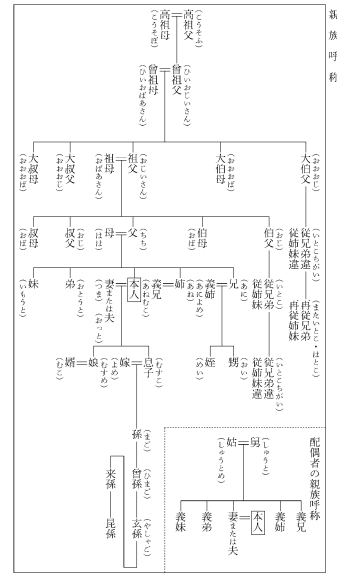 親族呼称
高祖父（こうそふ）
高祖母（こうそぼ）
曾祖父（ひいおじいさん）
曾祖母（ひいおばあさん）
大伯父（おおおじ）
大伯母（おおおば）
祖父（おじいさん）
祖母（おばあさん）
大叔父（おおおじ）
大叔母（おおおば）
従兄弟違（いとこちがい）
従姉妹違
伯父（おじ）
伯母（おば）
父（ちち）
母（はは）
叔父（おじ）
叔母（おば）
再従兄弟（またいとこ・はとこ）
再従姉妹
従兄弟（いとこ）
従姉妹
兄（あに）
義姉（あによめ）
姉（あね）
義兄（あねむこ）
本人
妻または夫（つま）（おっと）
弟（おとうと）
妹（いもうと）
従兄弟違（いとこちがい）
従姉妹違
甥（おい）
姪（めい）
息子（むすこ）
嫁（よめ）
娘（むすめ）
婿（むこ）
孫（まご）
曾孫（ひまご）
玄孫（やしゃご）
来孫
昆孫
配偶者の親族呼称
舅（しゅうと）
姑（しゅうとめ）
義兄
義姉
本人
妻または夫
義弟
義妹